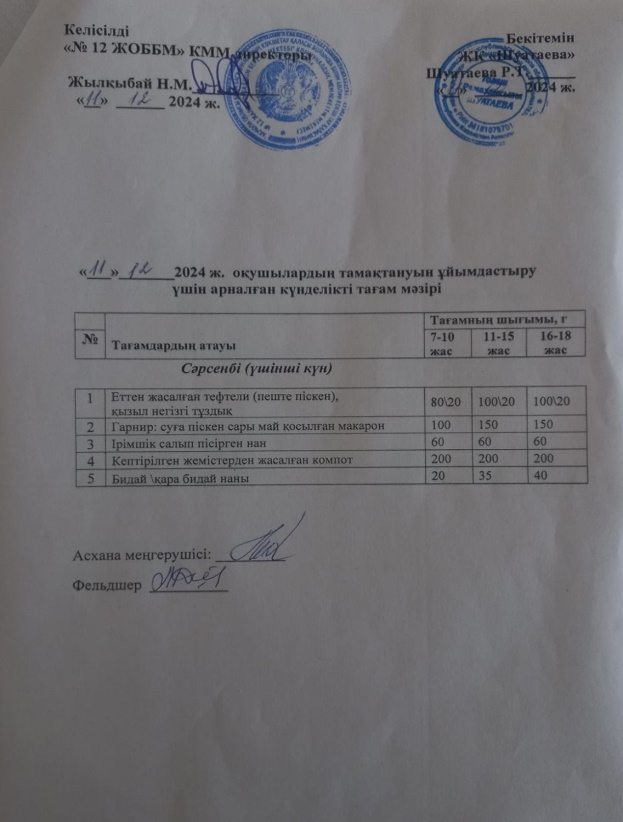 Келісілді
«№ 12 ЖОББМ» КММ директоры
Жылқыбай Н.М.
«11» 12 2024 ж.
Бекітемін
ЖК «Шуатаева»
Шуатаева Р.Т.
2024 ж.
«11» 12 2024 ж. оқушылардың тамақтануын ұйымдастыру
үшін арналған күнделікті тағам мәзірі
№ Тағамдардың атауы Тағамның шығымы, г
7-10 жас 11-15 жас 16-18 жас
Сәрсенбі (үшінші күн)
1 Еттен жасалған тефтели (пеште піскен),
қызыл негізгі тұздық 80\20 100\20 100\20
2 Гарнир: суға піскен сары май қосылған макарон 100 150 150
3 Ірімшік салып пісірген нан 60 60 60
4 Кептірілген жемістерден жасалған компот 200 200 200
5 Бидай \қара бидай наны 20 35 40
Асхана меңгерушісі:
Фельдшер